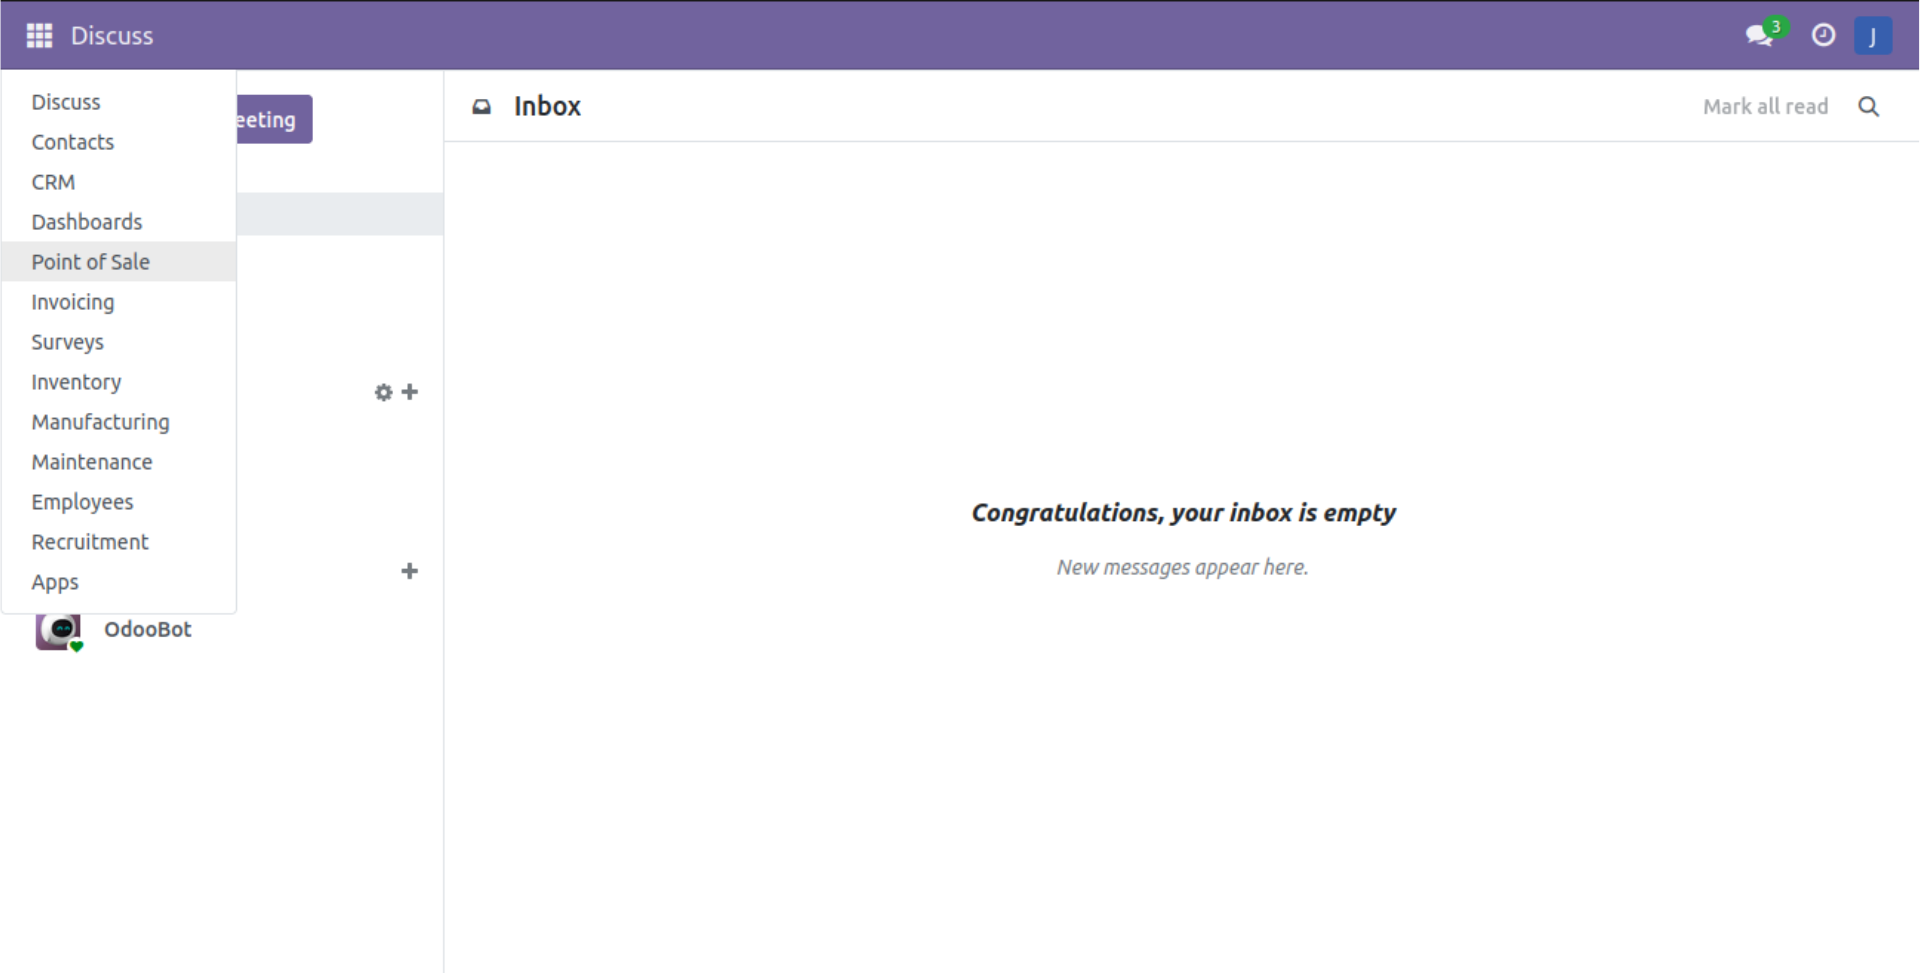 Discuss
3
J
Discuss
Contacts
CRM
Dashboards
Point of Sale
Invoicing
Surveys
Inventory
Manufacturing
Maintenance
Employees
Recruitment
Apps
eeting
OdooBot
Inbox
Mark all read
Congratulations, your inbox is empty
New messages appear here.